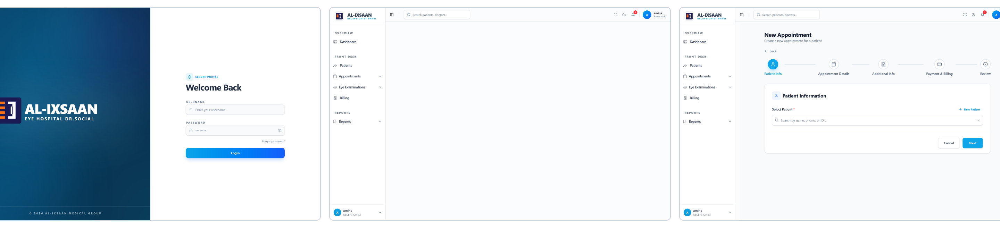 AL-IXSAAN
EYE HOSPITAL DR.SOCIAL
© 2026 AL-IXSAAN MEDICAL GROUP
SECURE PORTAL
Welcome Back
USERNAME
Enter your username
PASSWORD
••••••••
Forgot password?
Login
AL-IXSAAN
RECEPTIONIST PANEL
Search patients, doctors...
1
A
amina
Receptionist
OVERVIEW
Dashboard
FRONT DESK
Patients
Appointments
Eye Examinations
Billing
REPORTS
Reports
A
amina
RECEPTIONIST
AL-IXSAAN
RECEPTIONIST PANEL
Search patients, doctors...
1
A
OVERVIEW
Dashboard
FRONT DESK
Patients
Appointments
Eye Examinations
Billing
REPORTS
Reports
A
amina
RECEPTIONIST
New Appointment
Create a new appointment for a patient
Back
Patient Info
Appointment Details
Additional Info
Payment & Billing
Review
Patient Information
Select Patient *
New Patient
Search by name, phone, or ID...
Cancel
Next